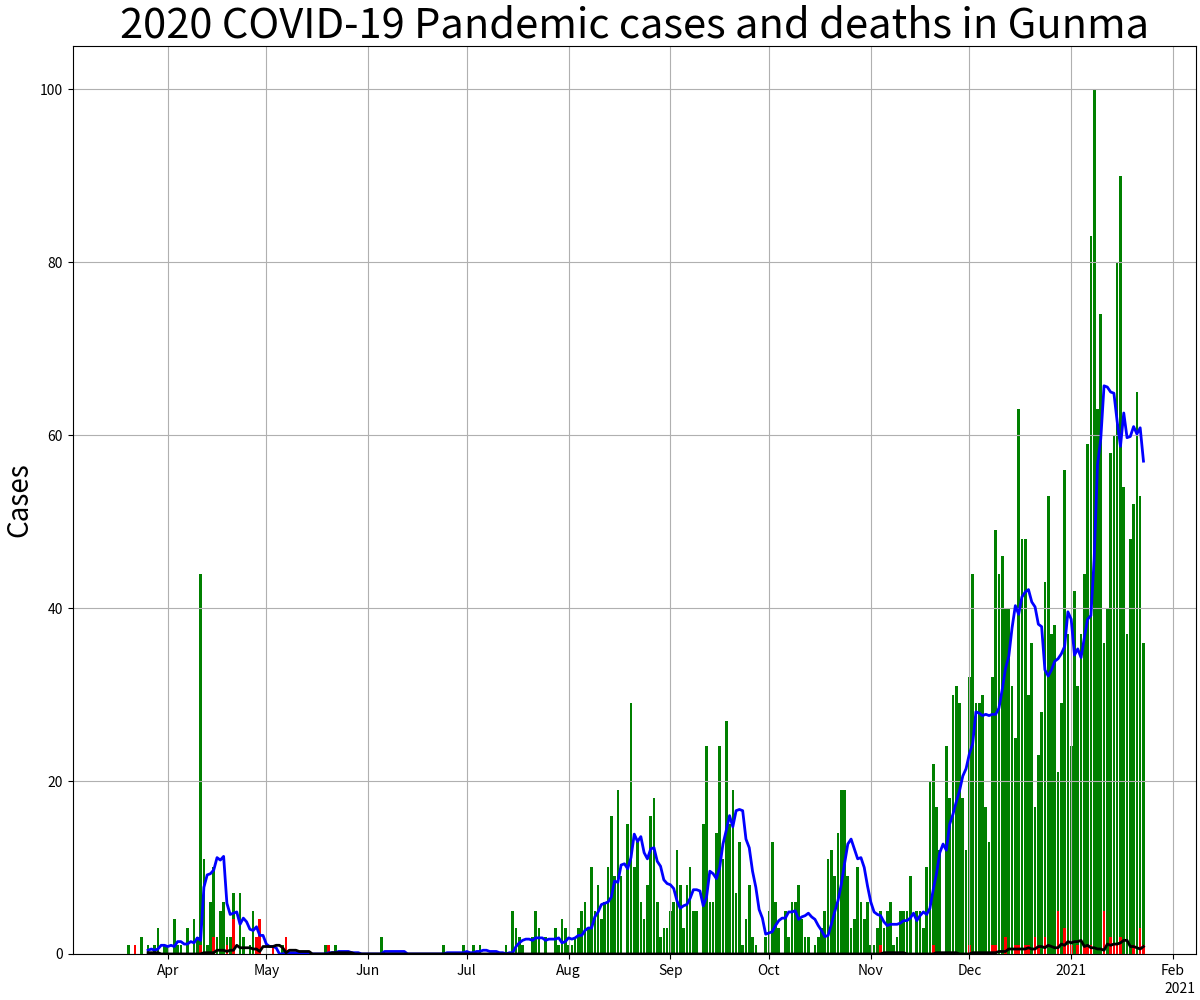 2020 COVID-19 Pandemic cases and deaths in Gunma
100
80
60
40
20
0
Cases
Apr May Jun Jul Aug Sep Oct Nov Dec 2021 Feb
2021